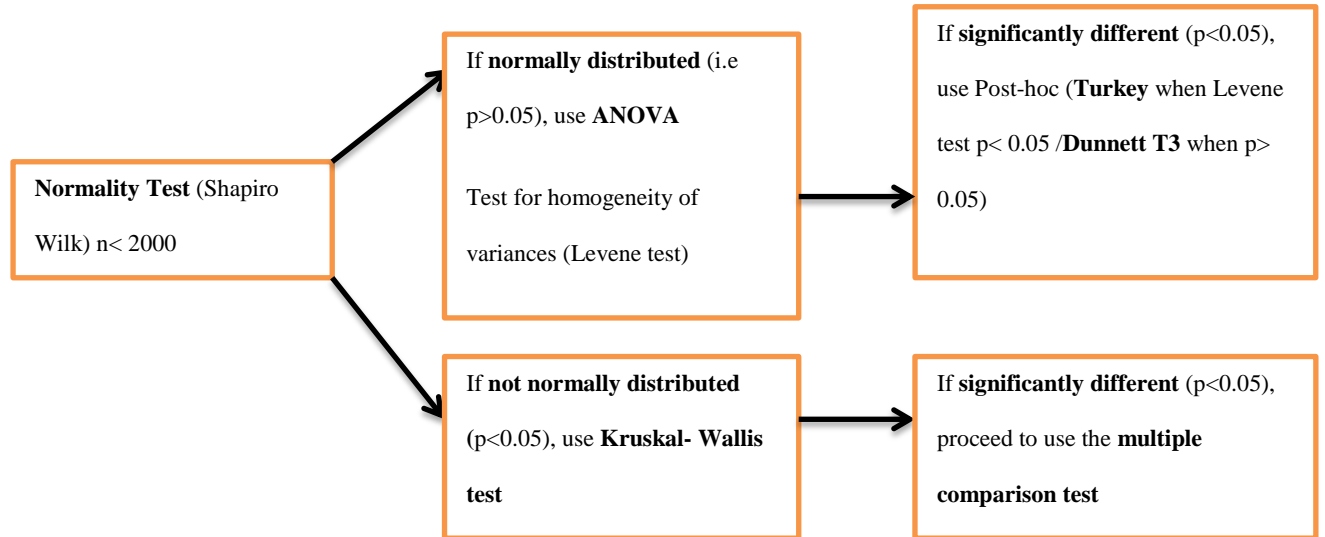 Normality Test (Shapiro
Wilk) n< 2000
If normally distributed (i.e
p>0.05), use ANOVA
Test for homogeneity of
variances (Levene test)
If significantly different (p<0.05),
use Post-hoc (Turkey when Levene
test p< 0.05 /Dunnett T3 when p>
0.05)
If not normally distributed
(p<0.05), use Kruskal- Wallis
test
If significantly different (p<0.05),
proceed to use the multiple
comparison test